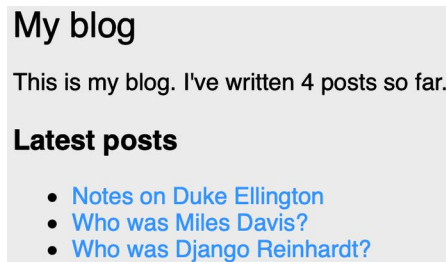 My blog
This is my blog. I've written 4 posts so far.
Latest posts
Notes on Duke Ellington
Who was Miles Davis?
Who was Django Reinhardt?